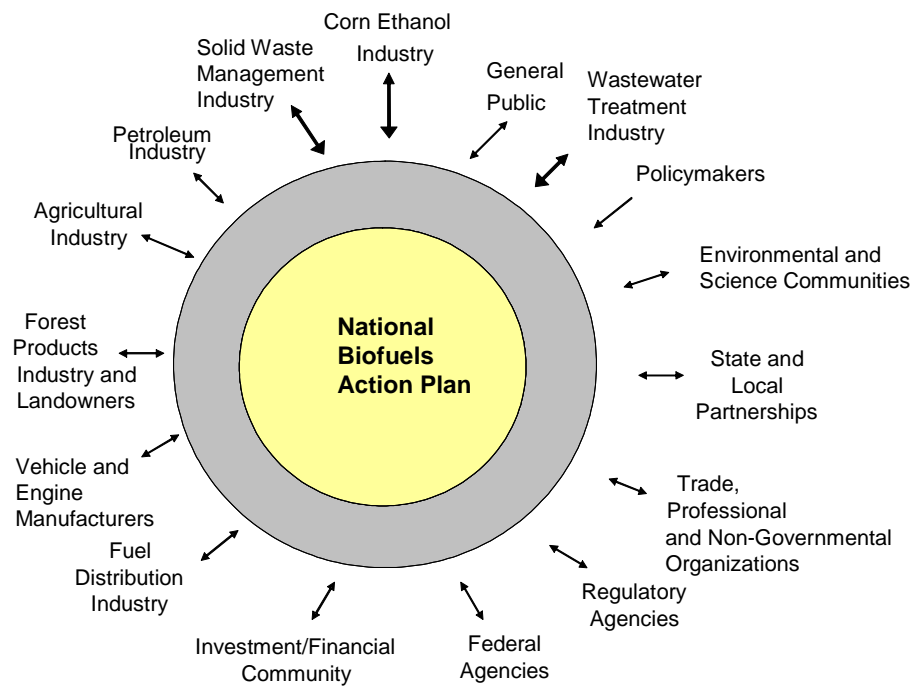 Corn Ethanol
Industry
Solid Waste
Management
Industry
General
Public
Wastewater
Treatment
Industry
Petroleum
Industry
Policymakers
Agricultural
Industry
Environmental and
Science Communities
National
Biofuels
Action Plan
Forest
Products
Industry and
Landowners
State and
Local
Partnerships
Vehicle and
Engine
Manufacturers
Trade,
Professional
and Non-Governmental
Organizations
Fuel
Distribution
Industry
Regulatory
Agencies
Investment/Financial
Community
Federal
Agencies